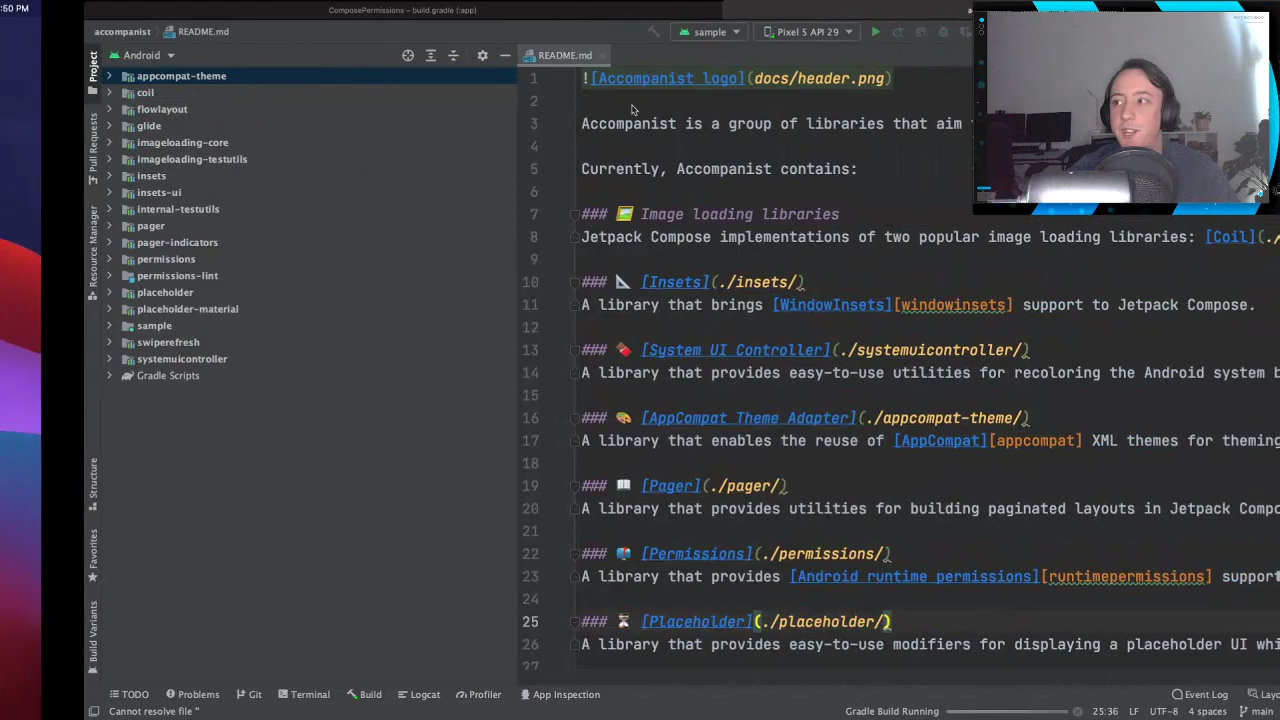 :50 PM
ComposePermissions – build.gradle (:app)
accompanist
README.md
sample
Pixel 5 API 29
Android
README.md
Project
Pull Requests
Resource Manager
Structure
Favorites
Build Variants
appcompat-theme
coil
flowlayout
glide
imageloading-core
imageloading-testutils
insets
insets-ui
internal-testutils
pager
pager-indicators
permissions
permissions-lint
placeholder
placeholder-material
sample
swiperefresh
systemuicontroller
Gradle Scripts
1 ![Accompanist logo](docs/header.png)
2
3 Accompanist is a group of libraries that aim
4
5 Currently, Accompanist contains:
6
7 ### 🖼️ Image loading libraries
8 Jetpack Compose implementations of two popular image loading libraries: [Coil](./
9
10 ### 📐 [Insets](./insets/)
11 A library that brings [WindowInsets][windowinsets] support to Jetpack Compose.
12
13 ### 🍫 [System UI Controller](./systemuicontroller/)
14 A library that provides easy-to-use utilities for recoloring the Android system b
15
16 ### 🎨 [AppCompat Theme Adapter](./appcompat-theme/)
17 A library that enables the reuse of [AppCompat][appcompat] XML themes for theming
18
19 ### 📖 [Pager](./pager/)
20 A library that provides utilities for building paginated layouts in Jetpack Compo
21
22 ### 📫 [Permissions](./permissions/)
23 A library that provides [Android runtime permissions][runtimepermissions] support
24
25 ### ⏳ [Placeholder](./placeholder/)
26 A library that provides easy-to-use modifiers for displaying a placeholder UI whi
27
TODO
Problems
Git
Terminal
Build
Logcat
Profiler
App Inspection
Event Log
Layo
Cannot resolve file ''
Gradle Build Running
25:36
LF
UTF-8
4 spaces
main